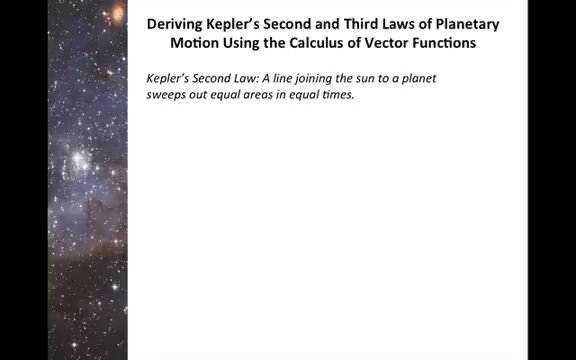 Deriving Kepler's Second and Third Laws of Planetary
Motion Using the Calculus of Vector Functions
Kepler's Second Law: A line joining the sun to a planet
sweeps out equal areas in equal times.